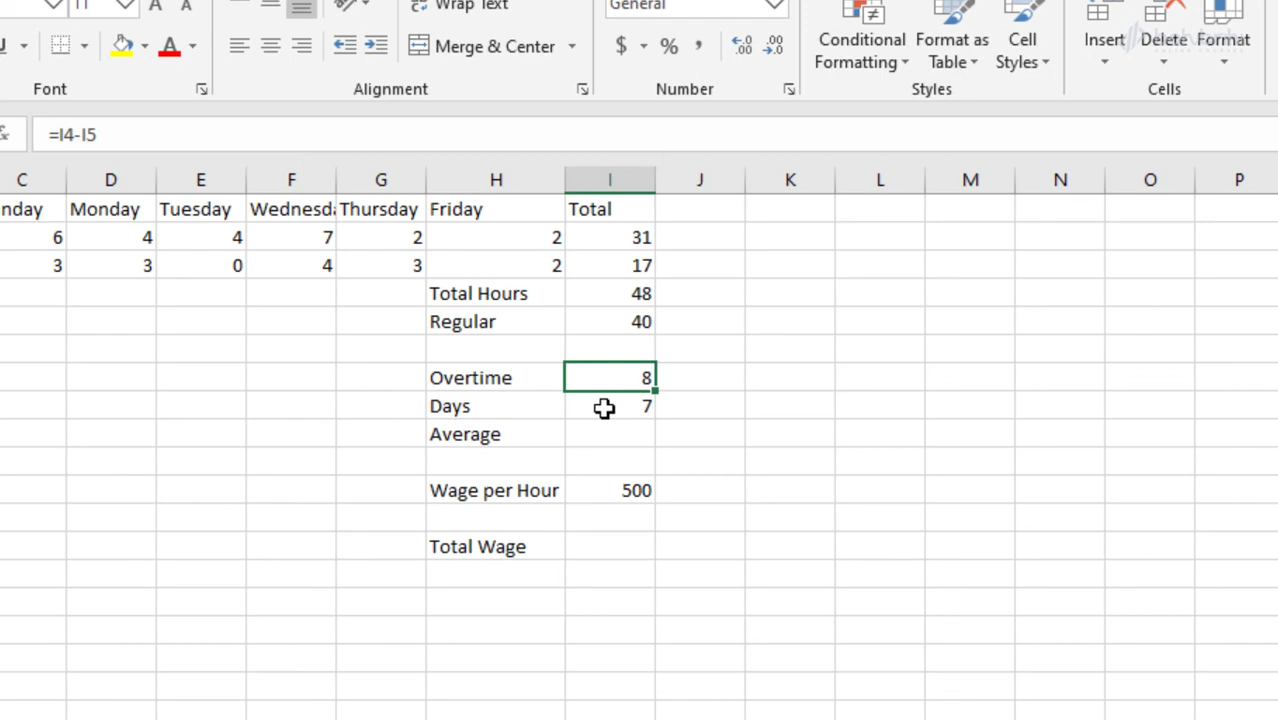 11 A A Wrap Text General
Merge & Center $ % , Conditional Formatting Format as Table Cell Styles Insert Delete Format
Font Alignment Number Styles Cells
=I4-I5
C D E F G H I J K L M N O P
nday Monday Tuesday Wednesda Thursday Friday Total
6 4 4 7 2 2 31
3 3 0 4 3 2 17
Total Hours 48
Regular 40
Overtime 8
Days 7
Average
Wage per Hour 500
Total Wage